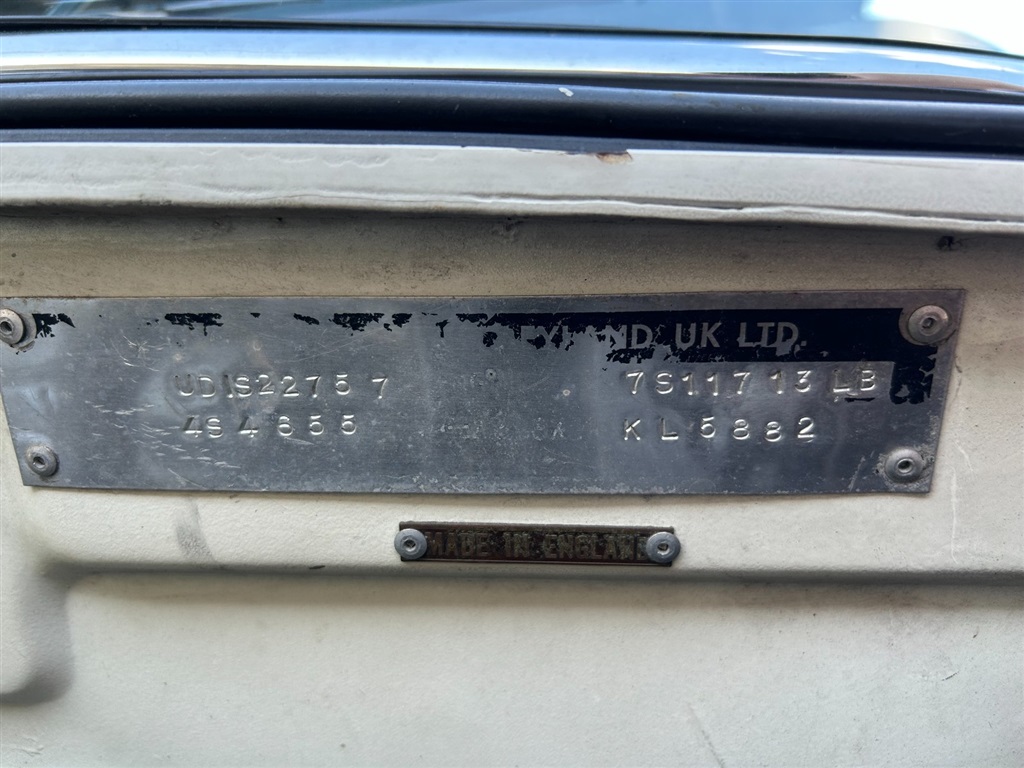 UK LTD.
UD1S22757 7S11713LB
4S4655 KL5882
MADE IN ENGLAND